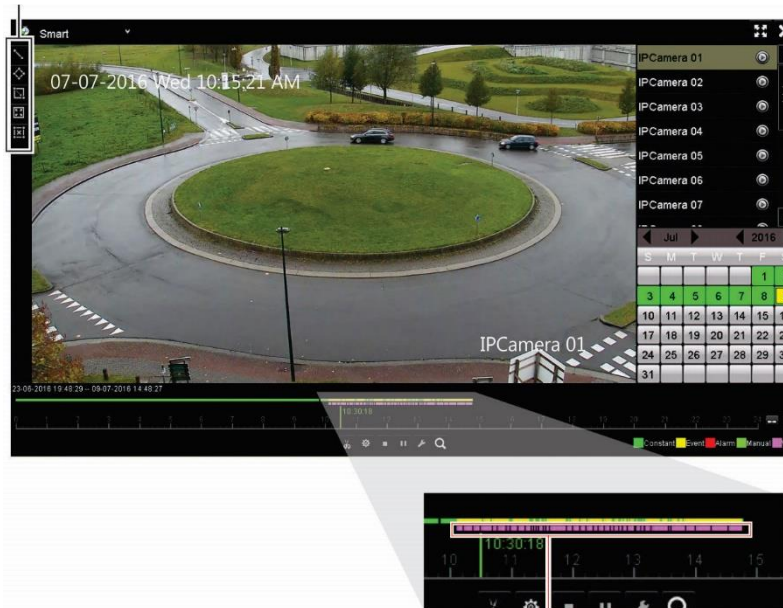 Smart
07-07-2016 Wed 10:15:21 AM
IPCamera 01
IPCamera 01
IPCamera 02
IPCamera 03
IPCamera 04
IPCamera 05
IPCamera 06
IPCamera 07
Jul 2016
S M T W T F
1
3 4 5 6 7 8
10 11 12 13 14 15 1
17 18 19 20 21 22 2
24 25 26 27 28 29 3
31
23-06-2016 19:48:29 -- 09-07-2016 14:48:27
10:30:18
Constant Event Alarm Manual
10:30:18
10 11 12 13 14 15